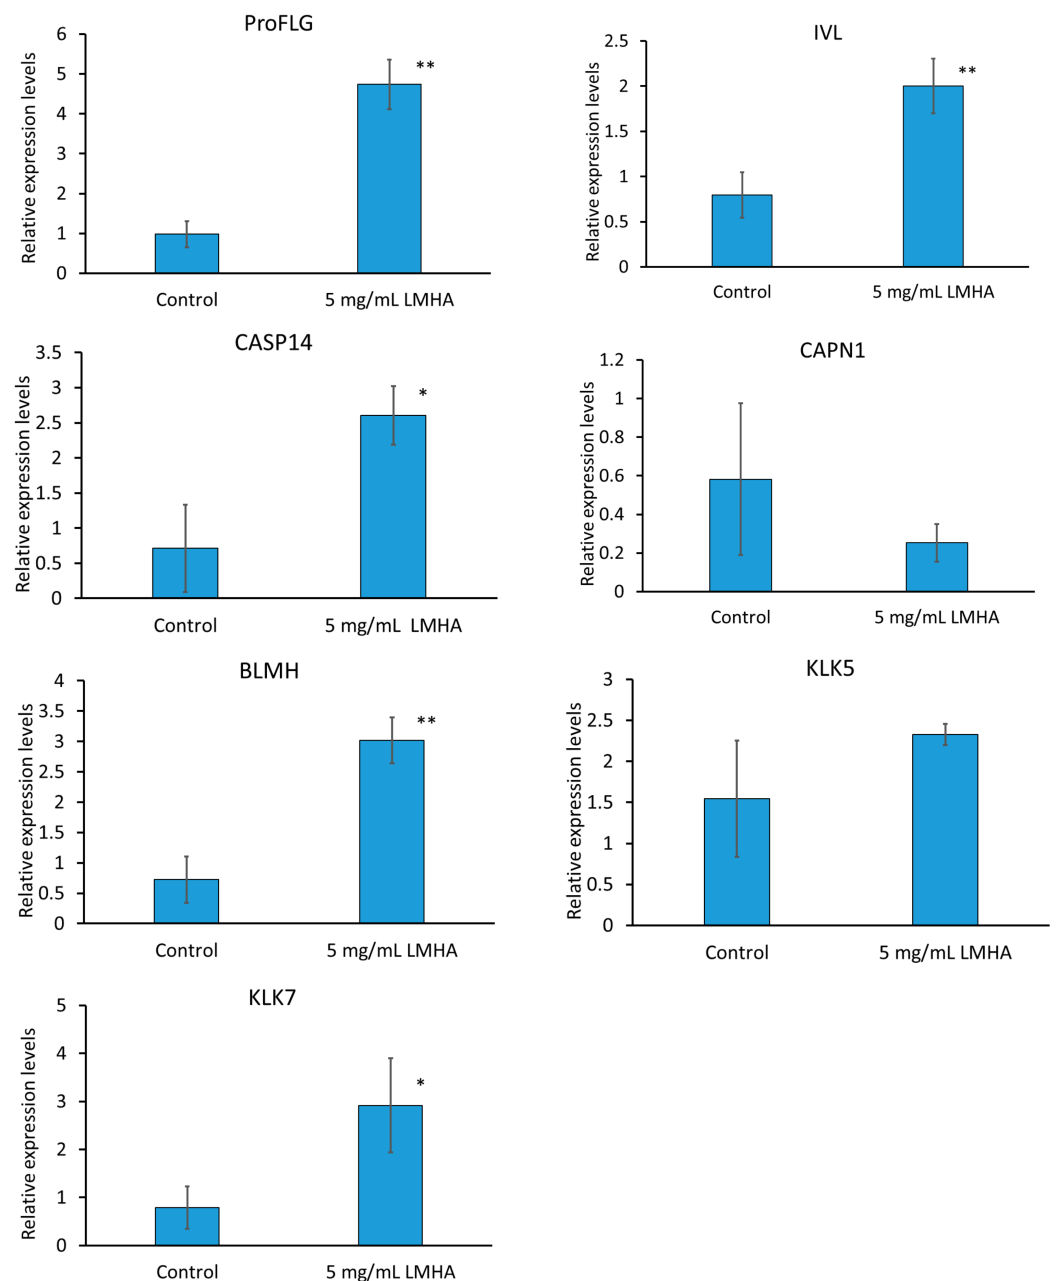 ProFLG
Relative expression levels
6
5
4
3
2
1
0
**
Control
5 mg/mL LMHA
IVL
Relative expression levels
2.5
2
1.5
1
0.5
0
**
Control
5 mg/mL LMHA
CASP14
Relative expression levels
3.5
3
2.5
2
1.5
1
0.5
0
*
Control
5 mg/mL LMHA
CAPN1
Relative expression levels
1.2
1
0.8
0.6
0.4
0.2
0
Control
5 mg/mL LMHA
BLMH
Relative expression levels
4
3.5
3
2.5
2
1.5
1
0.5
0
**
Control
5 mg/mL LMHA
KLK5
Relative expression levels
3
2.5
2
1.5
1
0.5
0
Control
5 mg/mL LMHA
KLK7
Relative expression levels
5
4
3
2
1
0
*
Control
5 mg/mL LMHA